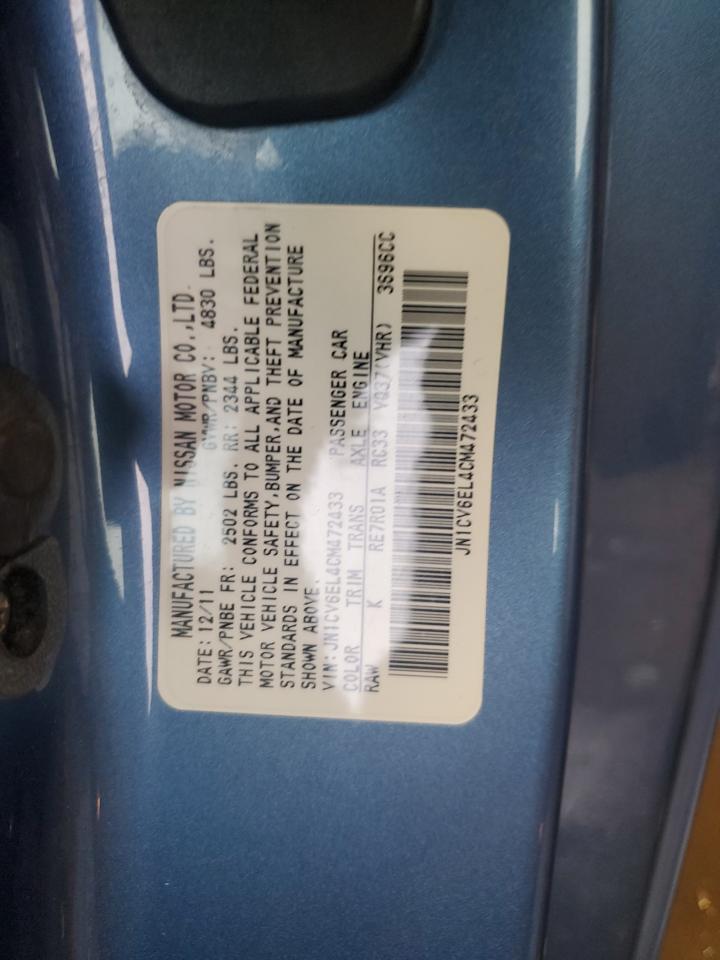 MANUFACTURED BY NISSAN MOTOR CO.,LTD.
DATE: 12/11 GVWR/PNBV: 4830 LBS.
GAWR/PNBE FR: 2502 LBS. RR: 2344 LBS.
THIS VEHICLE CONFORMS TO ALL APPLICABLE FEDERAL
MOTOR VEHICLE SAFETY,BUMPER,AND THEFT PREVENTION
STANDARDS IN EFFECT ON THE DATE OF MANUFACTURE
SHOWN ABOVE.
VIN:JN1CV6EL4CM472433 PASSENGER CAR
COLOR TRIM TRANS AXLE ENGINE
RAW K RE7R01A RC33 VQ37(VHR) 3696CC
JN1CV6EL4CM472433